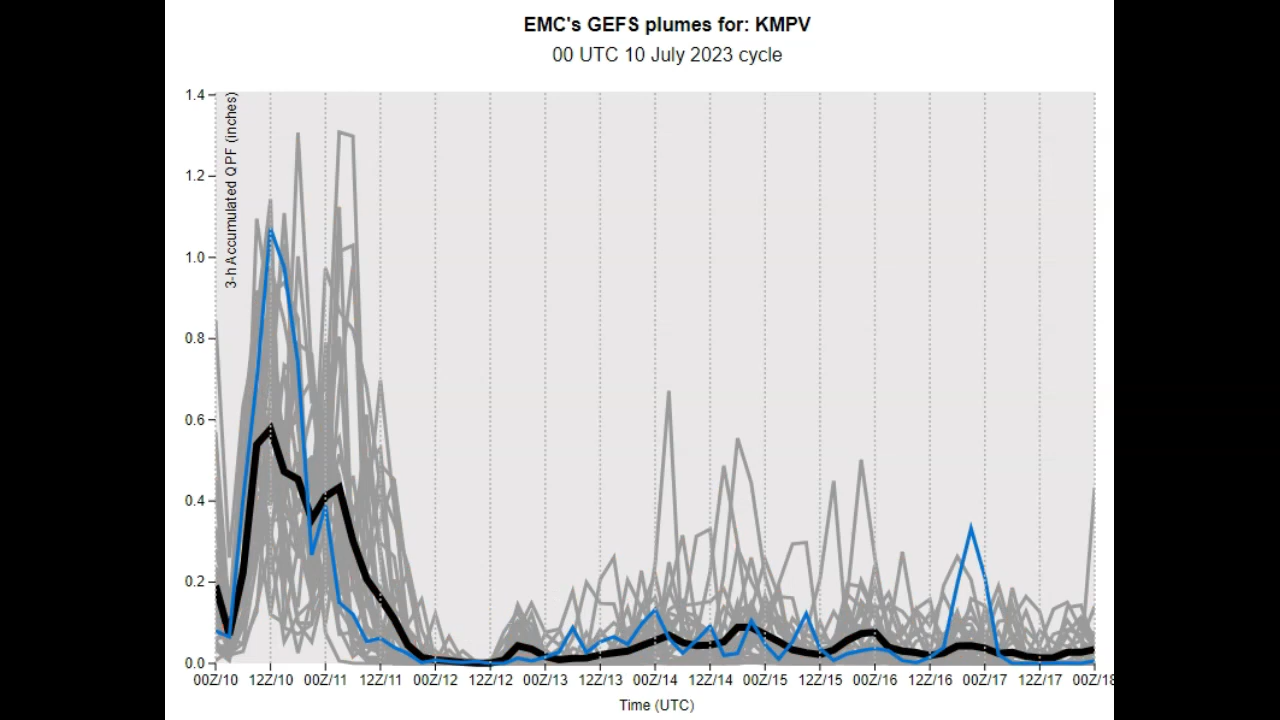 EMC's GEFS plumes for: KMPV
00 UTC 10 July 2023 cycle
3-h Accumulated QPF (inches)
1.4
1.2
1.0
0.8
0.6
0.4
0.2
0.0
00Z/10 12Z/10 00Z/11 12Z/11 00Z/12 12Z/12 00Z/13 12Z/13 00Z/14 12Z/14 00Z/15 12Z/15 00Z/16 12Z/16 00Z/17 12Z/17 00Z/18
Time (UTC)